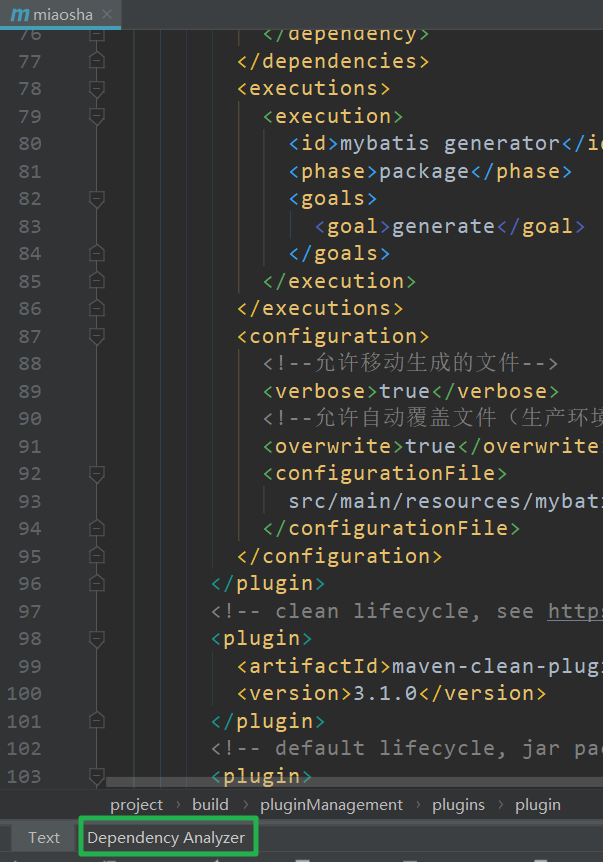 m miaosha
76 </dependency>
77 </dependencies>
78 <executions>
79 <execution>
80 <id>mybatis generator</id
81 <phase>package</phase>
82 <goals>
83 <goal>generate</goal>
84 </goals>
85 </execution>
86 </executions>
87 <configuration>
88 <!--允许移动生成的文件-->
89 <verbose>true</verbose>
90 <!--允许自动覆盖文件（生产环境
91 <overwrite>true</overwrite
92 <configurationFile>
93 src/main/resources/mybati
94 </configurationFile>
95 </configuration>
96 </plugin>
97 <!-- clean lifecycle, see https
98 <plugin>
99 <artifactId>maven-clean-plugi
100 <version>3.1.0</version>
101 </plugin>
102 <!-- default lifecycle, jar pac
103 <plugin>
project › build › pluginManagement › plugins › plugin
Text Dependency Analyzer